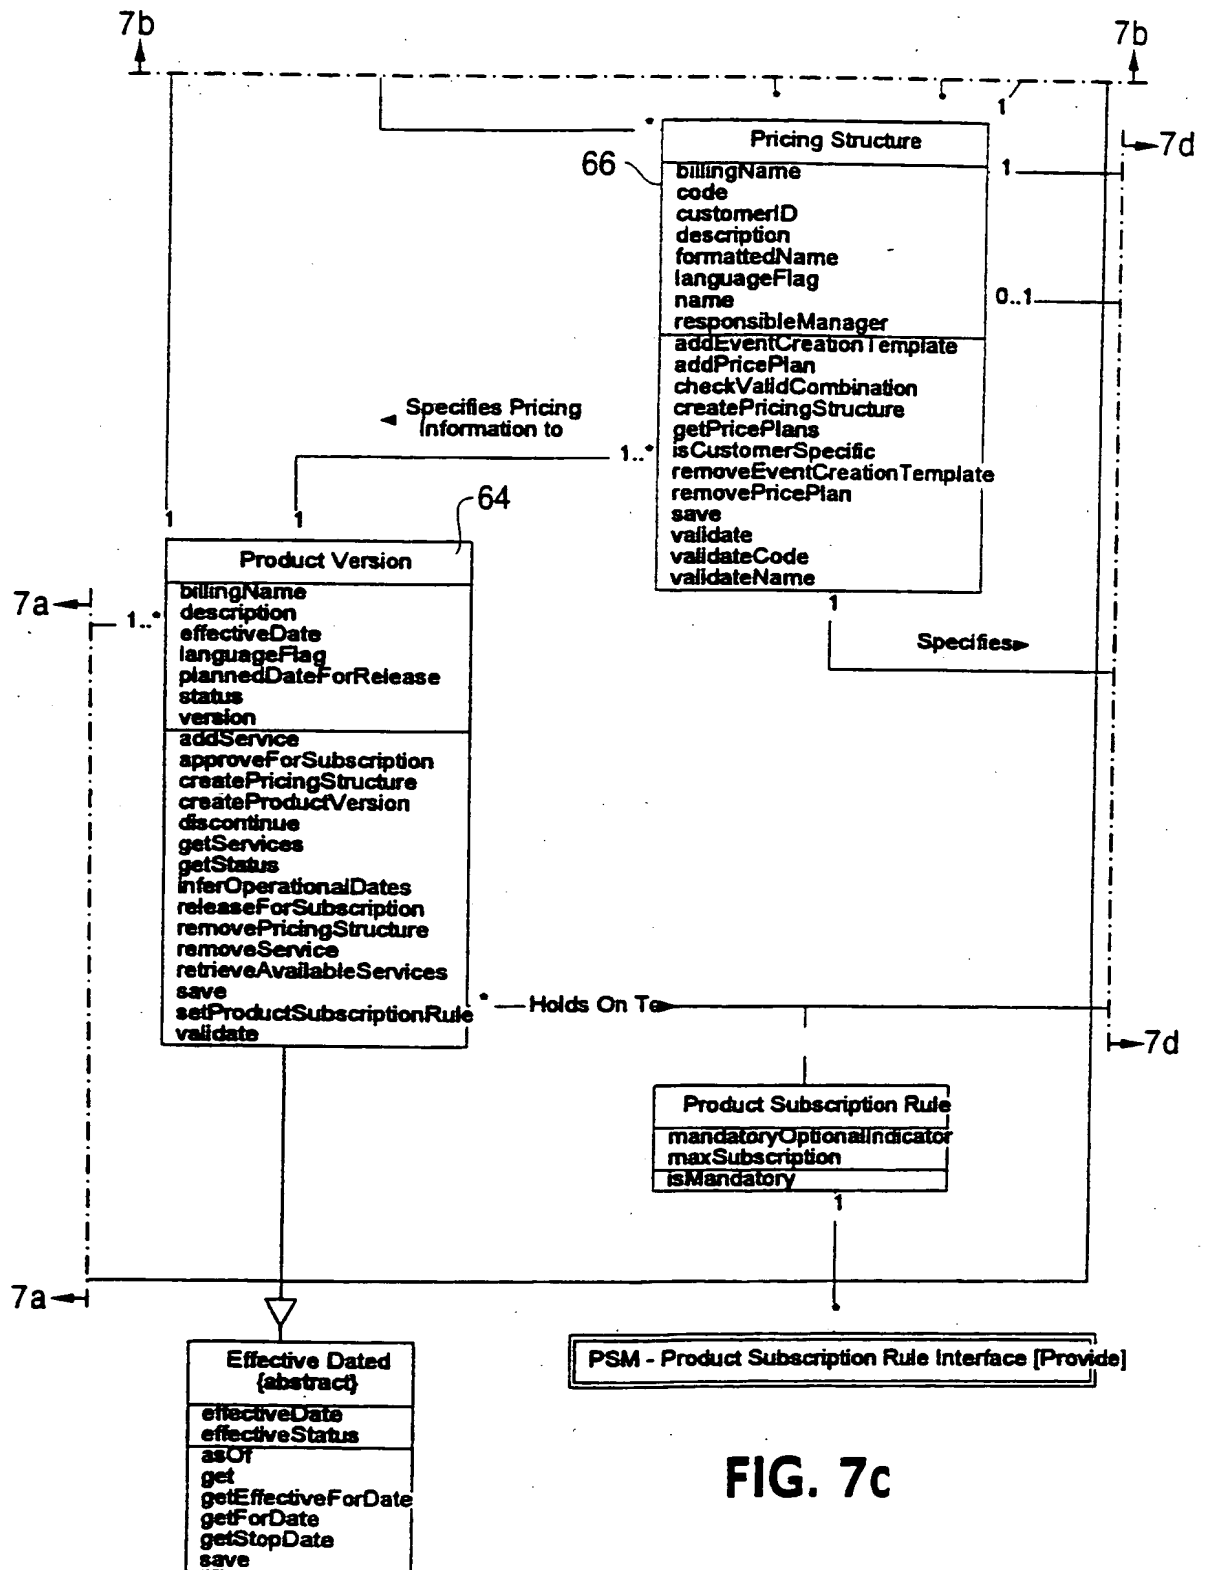 7b
7b
1
*
*
*
Pricing Structure
7d
66
billingName
1
code
customerID
description
formattedName
languageFlag
name
0..1
responsibleManager
addEventCreationTemplate
addPricePlan
checkValidCombination
createPricingStructure
getPricePlans
isCustomerSpecific
removeEventCreationTemplate
removePricePlan
save
validate
validateCode
validateName
Specifies Pricing
Information to
1..*
1
1
64
1
Specifies
Product Version
7a
1..*
billingName
description
effectiveDate
languageFlag
plannedDateForRelease
status
version
addService
approveForSubscription
createPricingStructure
createProductVersion
discontinue
getServices
getStatus
inferOperationalDates
releaseForSubscription
removePricingStructure
removeService
retrieveAvailableServices
save
setProductSubscriptionRule
validate
*
Holds On To
7d
Product Subscription Rule
mandatoryOptionalIndicator
maxSubscription
isMandatory
1
*
7a
PSM - Product Subscription Rule Interface [Provide]
Effective Dated
{abstract}
effectiveDate
effectiveStatus
asOf
get
getEffectiveForDate
getForDate
getStopDate
save
FIG. 7c